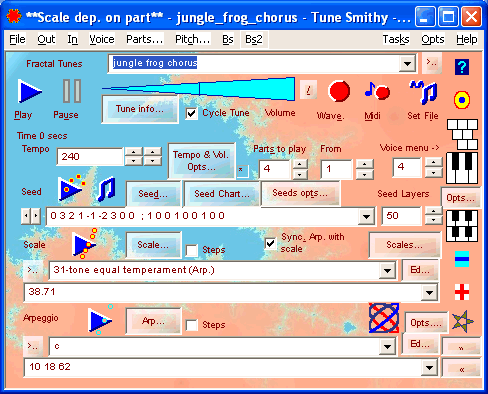 **Scale dep. on part** - jungle_frog_chorus - Tune Smithy -...
File Out In Voice Parts... Pitch... Bs Bs2 Tasks Opts Help
Fractal Tunes jungle frog chorus >.. ?
Play Pause Tune info... Cycle Tune Volume Wave. Midi Set File
Time 0 secs
Tempo 240 Tempo & Vol. Opts... Parts to play 4 From 1 Voice menu -> 4
Seed Seed... Seed Chart... Seeds opts... Seed Layers Opts...
0 3 2 1 -1 -2 3 0 0 ; 1 0 0 1 0 0 1 0 0 50
Scale Scale... Steps Sync. Arp. with scale Scales...
>.. 31-tone equal temperament (Arp.) Ed...
38.71
Arpeggio Arp... Steps Opts....
>.. c Ed... »
10 18 62 «